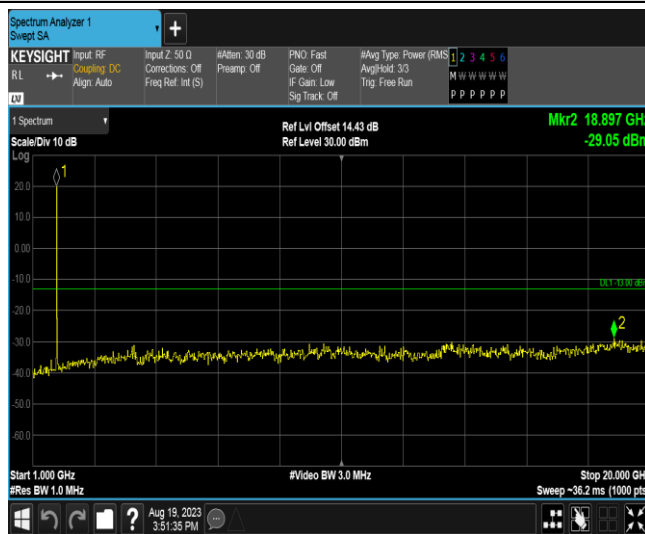 Spectrum Analyzer 1
Swept SA
+
KEYSIGHT Input: RF Input Z: 50 Ω #Atten: 30 dB PNO: Fast #Avg Type: Power (RMS 1 2 3 4 5 6
RL Coupling: DC Corrections: Off Preamp: Off Gate: Off Avg|Hold: 3/3 M W W W W W
Align: Auto Freq Ref: Int (S) IF Gain: Low Trig: Free Run
Sig Track: Off P P P P P P
LXI
1 Spectrum Ref Lvl Offset 14.43 dB Mkr2 18.897 GHz
Scale/Div 10 dB Ref Level 30.00 dBm -29.05 dBm
Log
1
20.0
10.0
0.00
-10.0
DL1 -13.00 dBm
-20.0
2
-30.0
-40.0
-50.0
-60.0
Start 1.000 GHz #Video BW 3.0 MHz Stop 20.000 GHz
#Res BW 1.0 MHz Sweep ~36.2 ms (1000 pts)
? Aug 19, 2023
3:51:35 PM